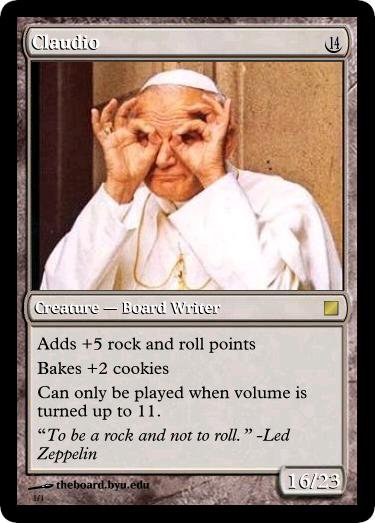 Claudio 14
Creature — Board Writer
Adds +5 rock and roll points
Bakes +2 cookies
Can only be played when volume is
turned up to 11.
“To be a rock and not to roll.” -Led
Zeppelin
theboard.byu.edu 16/23
1/1